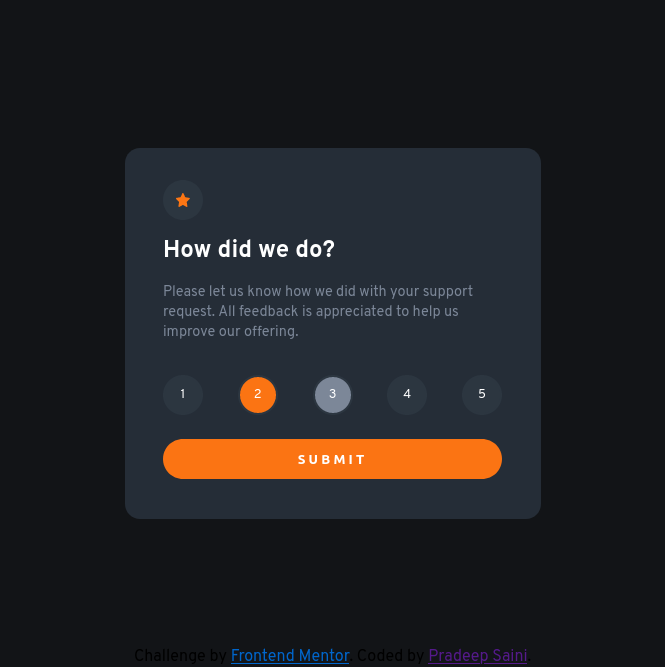 How did we do?
Please let us know how we did with your support
request. All feedback is appreciated to help us
improve our offering.
1 2 3 4 5
SUBMIT
Challenge by Frontend Mentor. Coded by Pradeep Saini.